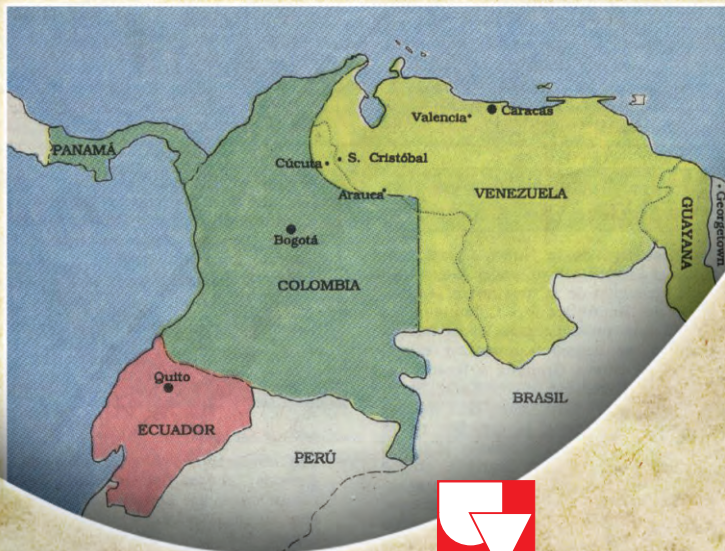 Valencia
Caracas
PANAMÁ
Cúcuta
S. Cristóbal
Arauca
VENEZUELA
GUAYANA
Georgetown
Bogotá
COLOMBIA
Quito
BRASIL
ECUADOR
PERÚ